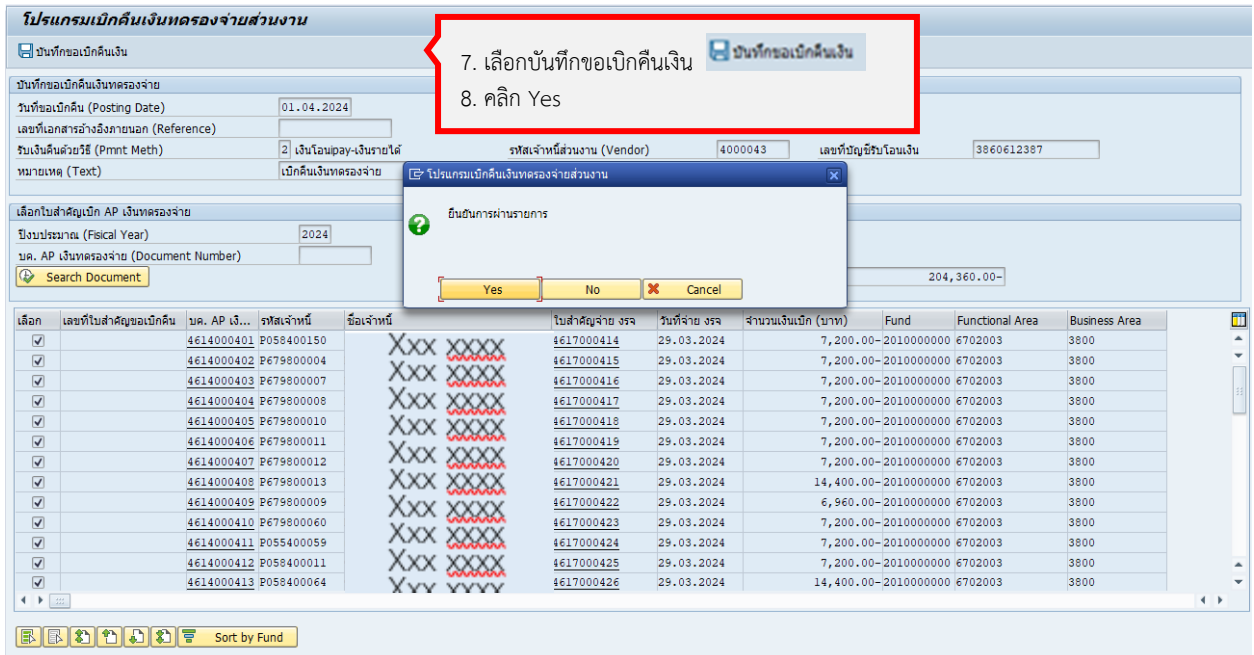 โปรแกรมเบิกคืนเงินทดรองจ่ายส่วนงาน
บันทึกขอเบิกคืนเงิน
7. เลือกบันทึกขอเบิกคืนเงิน บันทึกขอเบิกคืนเงิน
8. คลิก Yes
บันทึกขอเบิกคืนเงินทดรองจ่าย
วันที่ขอเบิกคืน (Posting Date) 01.04.2024
เลขที่เอกสารอ้างอิงภายนอก (Reference)
รับเงินคืนด้วยวิธี (Pmnt Meth) 2 เงินโอนipay-เงินรายได้ รหัสเจ้าหนี้ส่วนงาน (Vendor) 4000043 เลขที่บัญชีรับโอนเงิน 3860612387
หมายเหตุ (Text) เบิกคืนเงินทดรองจ่าย
โปรแกรมเบิกคืนเงินทดรองจ่ายส่วนงาน
ยืนยันการผ่านรายการ
Yes No Cancel
เลือกใบสำคัญเบิก AP เงินทดรองจ่าย
ปีงบประมาณ (Fisical Year) 2024
บด. AP เงินทดรองจ่าย (Document Number)
Search Document 204,360.00-
เลือก เลขที่ใบสำคัญขอเบิกคืน บด. AP เงิ... รหัสเจ้าหนี้ ชื่อเจ้าหนี้ ใบสำคัญจ่าย งรจ วันที่จ่าย งรจ จำนวนเงินเบิก (บาท) Fund Functional Area Business Area
4614000401 P058400150 Xxx xxxx 4617000414 29.03.2024 7,200.00- 2010000000 6702003 3800
4614000402 P679800004 Xxx xxxx 4617000415 29.03.2024 7,200.00- 2010000000 6702003 3800
4614000403 P679800007 Xxx xxxx 4617000416 29.03.2024 7,200.00- 2010000000 6702003 3800
4614000404 P679800008 Xxx xxxx 4617000417 29.03.2024 7,200.00- 2010000000 6702003 3800
4614000405 P679800010 Xxx xxxx 4617000418 29.03.2024 7,200.00- 2010000000 6702003 3800
4614000406 P679800011 Xxx xxxx 4617000419 29.03.2024 7,200.00- 2010000000 6702003 3800
4614000407 P679800012 Xxx xxxx 4617000420 29.03.2024 7,200.00- 2010000000 6702003 3800
4614000408 P679800013 Xxx xxxx 4617000421 29.03.2024 14,400.00- 2010000000 6702003 3800
4614000409 P679800009 Xxx xxxx 4617000422 29.03.2024 6,960.00- 2010000000 6702003 3800
4614000410 P679800060 Xxx xxxx 4617000423 29.03.2024 7,200.00- 2010000000 6702003 3800
4614000411 P055400059 4617000424 29.03.2024 7,200.00- 2010000000 6702003 3800
4614000412 P058400011 4617000425 29.03.2024 7,200.00- 2010000000 6702003 3800
4614000413 P058400064 4617000426 29.03.2024 14,400.00- 2010000000 6702003 3800
Sort by Fund